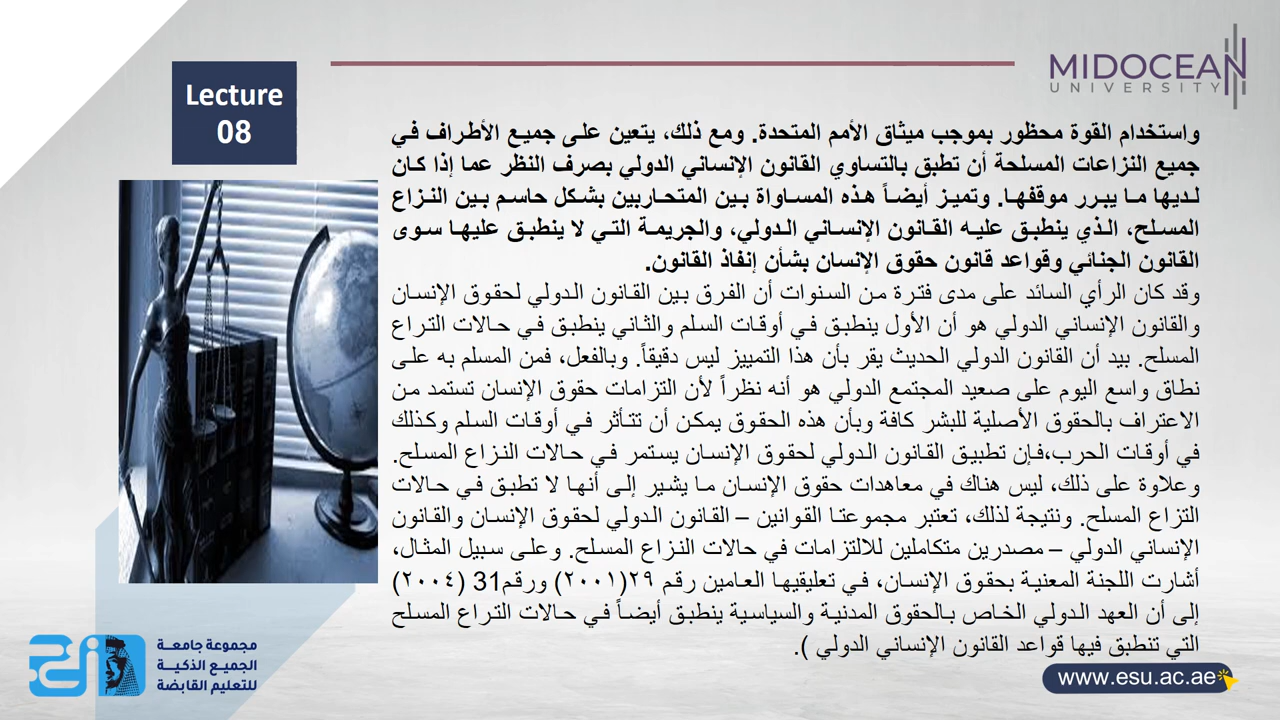 Lecture
08
MIDOCEAN
UNIVERSITY
واستخدام القوة محظور بموجب ميثاق الأمم المتحدة. ومع ذلك، يتعين على جميع الأطراف في
جميع النزاعات المسلحة أن تطبق بالتساوي القانون الإنساني الدولي بصرف النظر عما إذا كان
لديها ما يبرر موقفها. وتميز أيضاً هذه المساواة بين المتحاربين بشكل حاسم بين النزاع
المسلح، الذي ينطبق عليه القانون الإنساني الدولي، والجريمة التي لا ينطبق عليها سوى
القانون الجنائي وقواعد قانون حقوق الإنسان بشأن إنفاذ القانون.
وقد كان الرأي السائد على مدى فترة من السنوات أن الفرق بين القانون الدولي لحقوق الإنسان
والقانون الإنساني الدولي هو أن الأول ينطبق في أوقات السلم والثاني ينطبق في حالات التراع
المسلح. بيد أن القانون الدولي الحديث يقر بأن هذا التمييز ليس دقيقاً. وبالفعل، فمن المسلم به على
نطاق واسع اليوم على صعيد المجتمع الدولي هو أنه نظراً لأن التزامات حقوق الإنسان تستمد من
الاعتراف بالحقوق الأصلية للبشر كافة وبأن هذه الحقوق يمكن أن تتأثر في أوقات السلم وكذلك
في أوقات الحرب،فإن تطبيق القانون الدولي لحقوق الإنسان يستمر في حالات النزاع المسلح.
وعلاوة على ذلك، ليس هناك في معاهدات حقوق الإنسان ما يشير إلى أنها لا تطبق في حالات
التزاع المسلح. ونتيجة لذلك، تعتبر مجموعتا القوانين – القانون الدولي لحقوق الإنسان والقانون
الإنساني الدولي – مصدرين متكاملين للالتزامات في حالات النزاع المسلح. وعلى سبيل المثال،
أشارت اللجنة المعنية بحقوق الإنسان، في تعليقيها العامين رقم ٢٩(٢٠٠١) ورقم31 (٢٠٠٤)
إلى أن العهد الدولي الخاص بالحقوق المدنية والسياسية ينطبق أيضاً في حالات التراع المسلح
التي تنطبق فيها قواعد القانون الإنساني الدولي ).
مجموعة جامعة
الجميع الذكية
للتعليم القابضة
www.esu.ac.ae